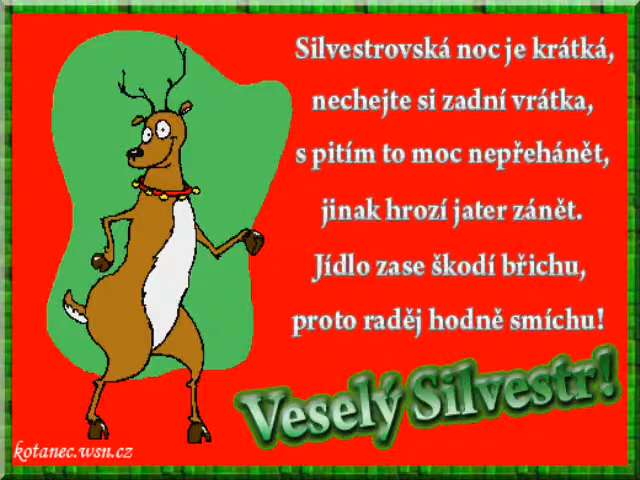 Silvestrovská noc je krátká,
nechejte si zadní vrátka,
s pitím to moc nepřehánět,
jinak hrozí jater zánět.
Jídlo zase škodí břichu,
proto raděj hodně smíchu!
Veselý Silvestr!
kotanec.wsn.cz